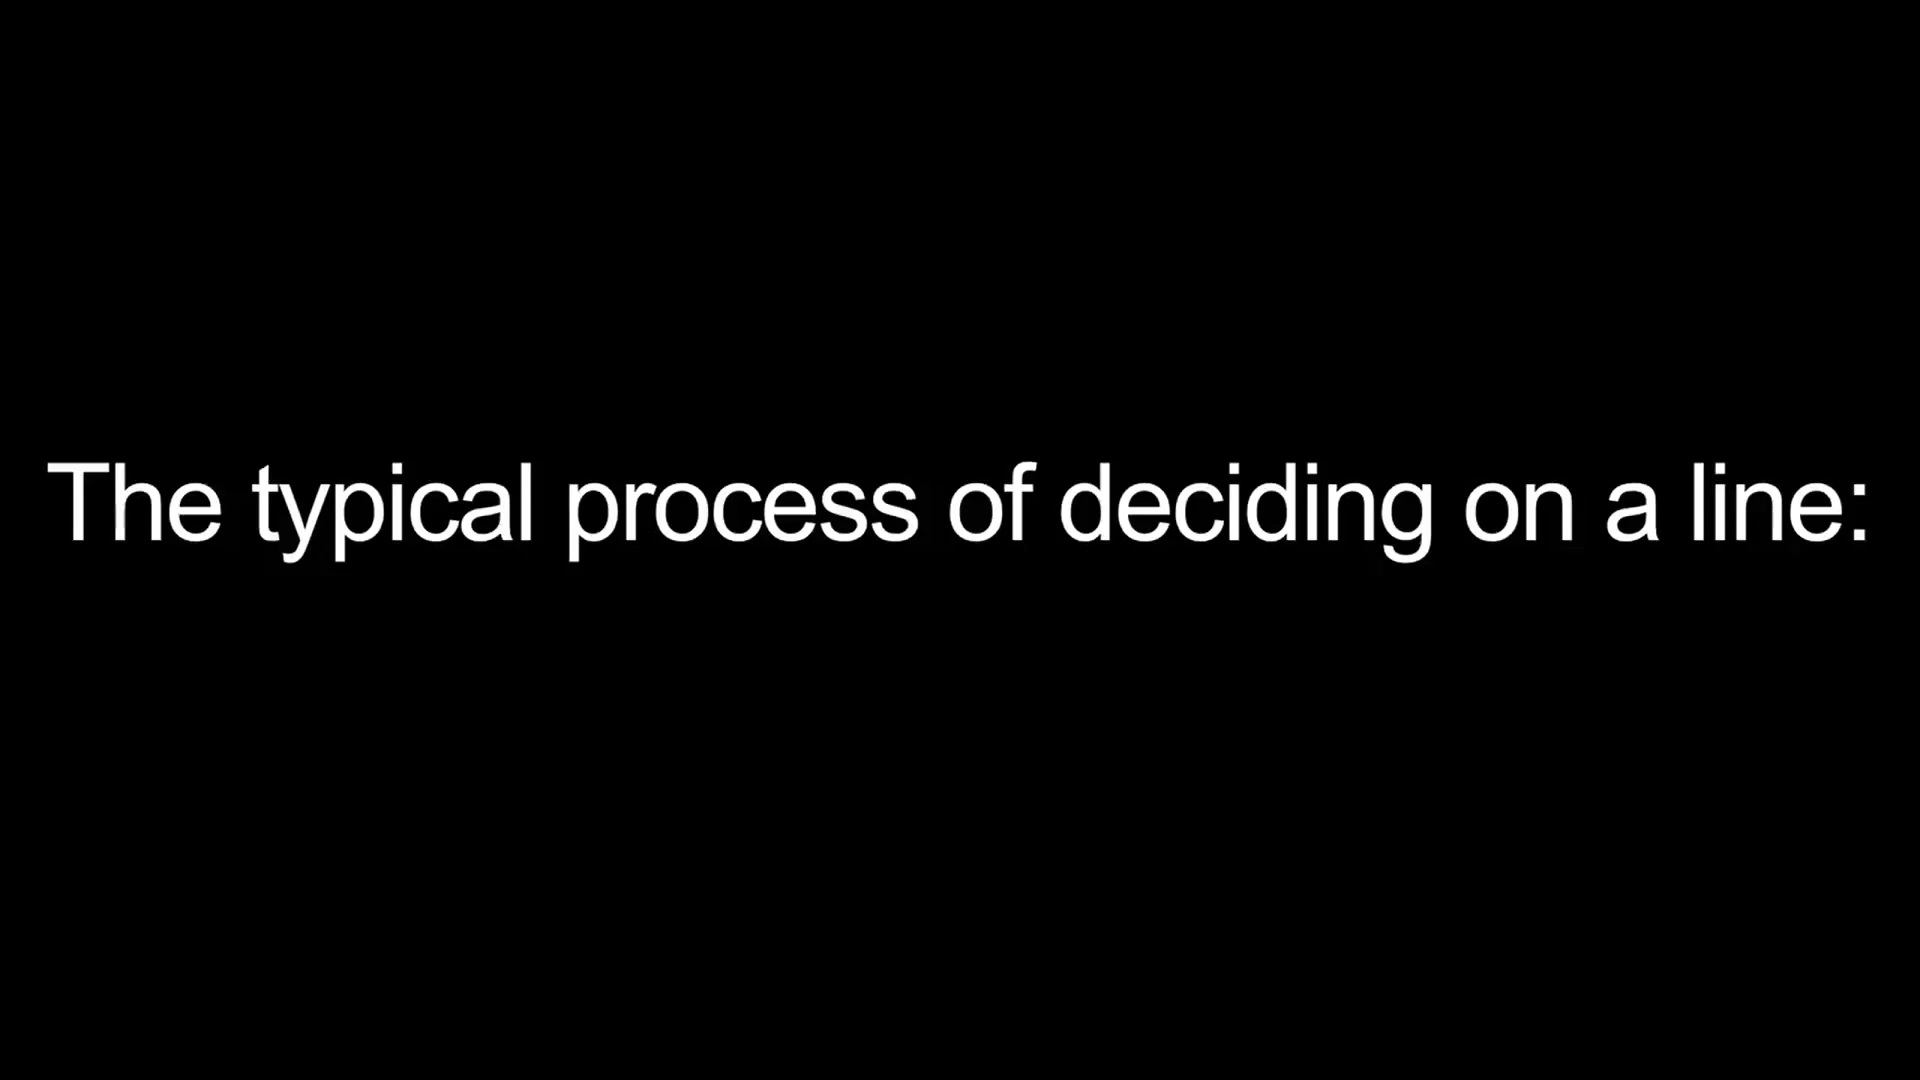 The typical process of deciding on a line: